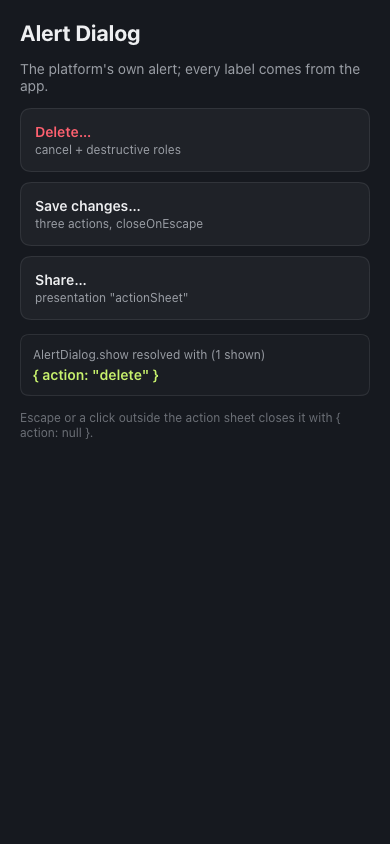 Alert Dialog
The platform's own alert; every label comes from the
app.
Delete...
cancel + destructive roles
Save changes...
three actions, closeOnEscape
Share...
presentation "actionSheet"
AlertDialog.show resolved with (1 shown)
{ action: "delete" }
Escape or a click outside the action sheet closes it with {
action: null }.